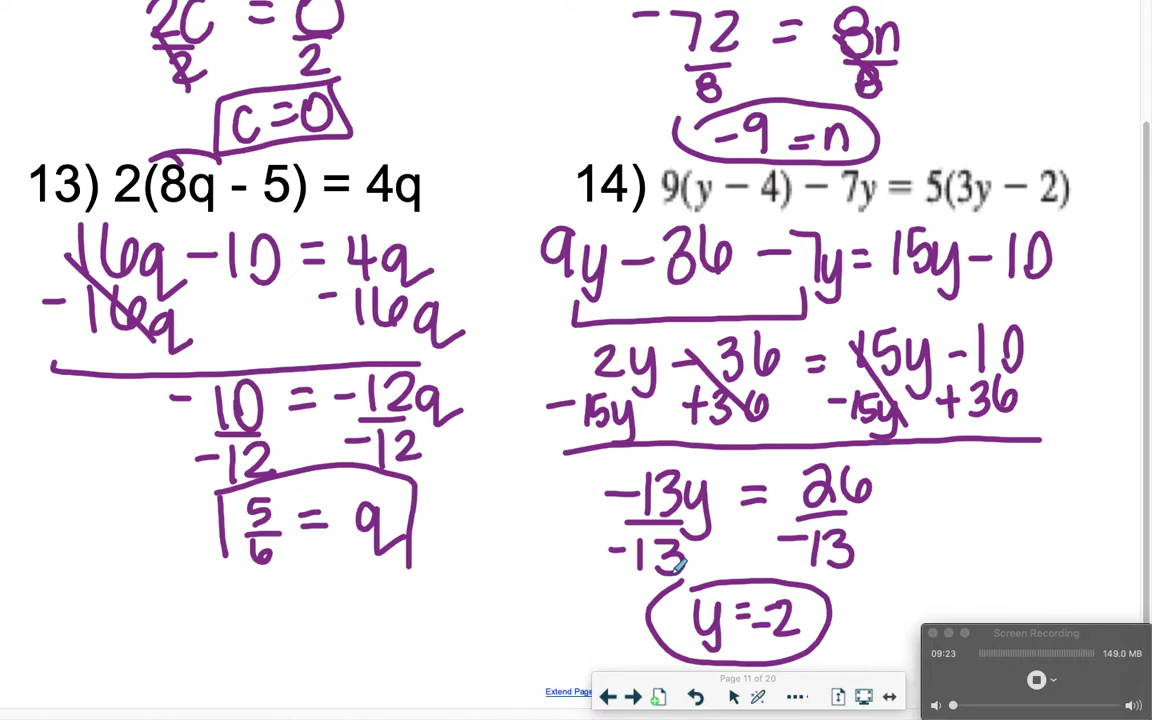 2c = 0
2 2
c = 0
-72 = 8n
8 8
-9 = n
13) 2(8q - 5) = 4q
16q - 10 = 4q
- 16q - 16q
- 10 = -12q
-12 -12
5/6 = q
14) 9(y − 4) − 7y = 5(3y − 2)
9y - 36 - 7y = 15y - 10
2y - 36 = 15y - 10
-15y +36 -15y +36
-13y = 26
-13 -13
y = -2
Screen Recording
09:23 149.0 MB
Page 11 of 20
Extend Page